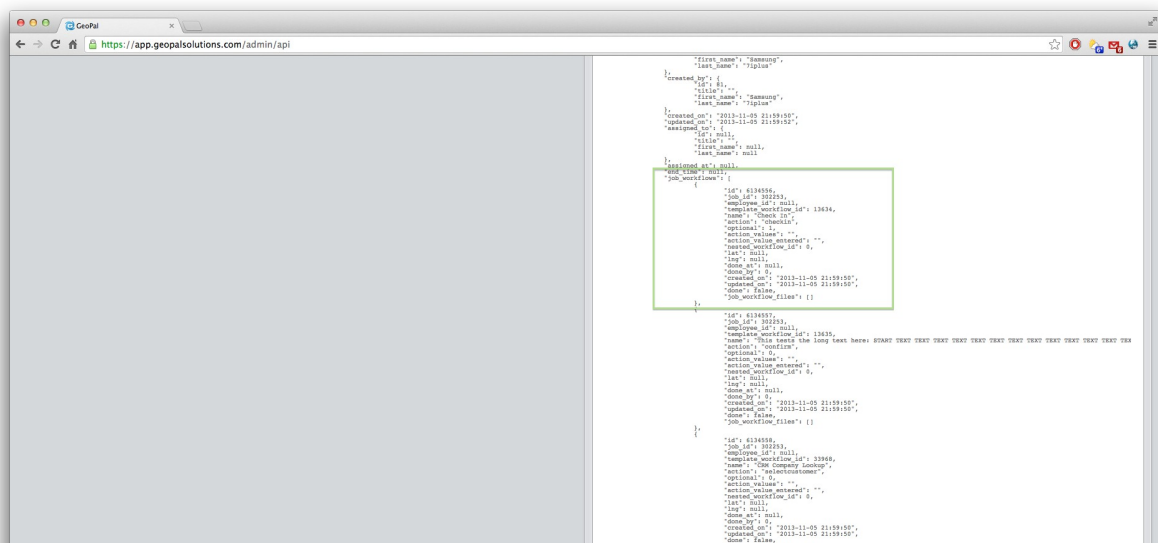 GeoPal
https://app.geopalsolutions.com/admin/api
"first_name": "Samsung",
"last_name": "7iplus"
},
"created_by": {
"id": 81,
"title": "",
"first_name": "Samsung",
"last_name": "7iplus"
},
"created_on": "2013-11-05 21:59:50",
"updated_on": "2013-11-05 21:59:52",
"assigned_to": {
"id": null,
"title": "",
"first_name": null,
"last_name": null
},
"assigned_at": null,
"end_time": null,
"job_workflows": [
{
"id": 6134556,
"job_id": 302253,
"employee_id": null,
"template_workflow_id": 13634,
"name": "Check In",
"action": "checkin",
"optional": 1,
"action_values": "",
"action_value_entered": "",
"nested_workflow_id": 0,
"lat": null,
"lng": null,
"done_at": null,
"done_by": 0,
"created_on": "2013-11-05 21:59:50",
"updated_on": "2013-11-05 21:59:50",
"done": false,
"job_workflow_files": []
},
{
"id": 6134557,
"job_id": 302253,
"employee_id": null,
"template_workflow_id": 13635,
"name": "This tests the long text here: START TEXT TEXT TEXT TEXT TEXT TEXT TEXT TEXT TEXT TEXT TEXT TEXT TEX
"action": "confirm",
"optional": 0,
"action_values": "",
"action_value_entered": "",
"nested_workflow_id": 0,
"lat": null,
"lng": null,
"done_at": null,
"done_by": 0,
"created_on": "2013-11-05 21:59:50",
"updated_on": "2013-11-05 21:59:50",
"done": false,
"job_workflow_files": []
},
{
"id": 6134558,
"job_id": 302253,
"employee_id": null,
"template_workflow_id": 33968,
"name": "CRM Company Lookup",
"action": "selectcustomer",
"optional": 0,
"action_values": "",
"action_value_entered": "",
"nested_workflow_id": 0,
"lat": null,
"lng": null,
"done_at": null,
"done_by": 0,
"created_on": "2013-11-05 21:59:50",
"updated_on": "2013-11-05 21:59:50",
"done": false,